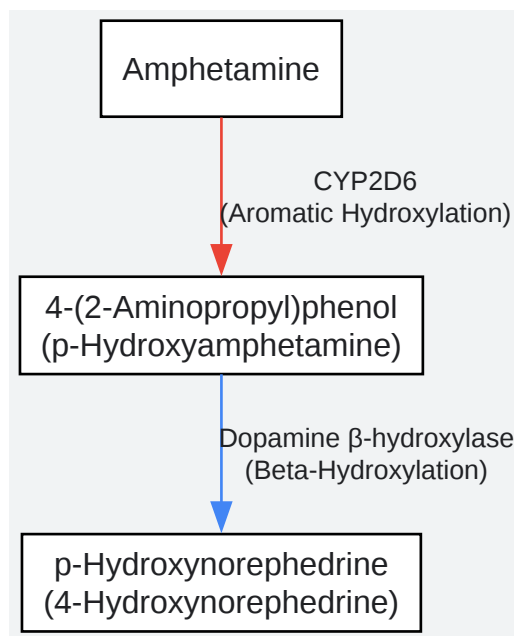 Amphetamine
CYP2D6
(Aromatic Hydroxylation)
4-(2-Aminopropyl)phenol
(p-Hydroxyamphetamine)
Dopamine β-hydroxylase
(Beta-Hydroxylation)
p-Hydroxynorephedrine
(4-Hydroxynorephedrine)